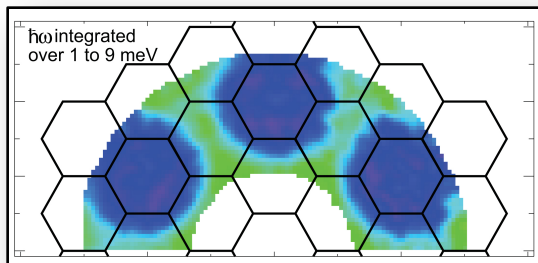 ħω integrated
over 1 to 9 meV